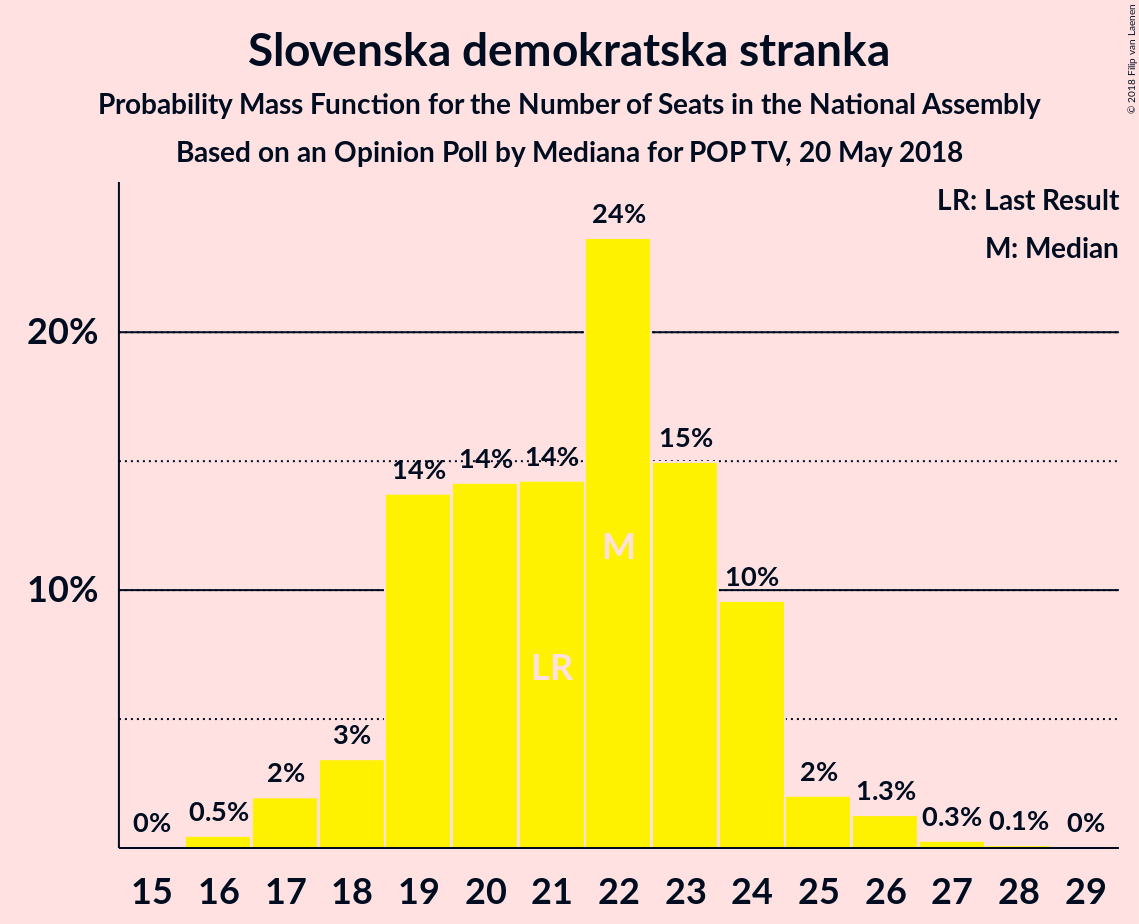 Slovenska demokratska stranka
Probability Mass Function for the Number of Seats in the National Assembly
Based on an Opinion Poll by Mediana for POP TV, 20 May 2018
© 2018 Filip van Laenen
LR: Last Result
M: Median
20%
10%
0%
0.5%
2%
3%
14%
14%
14%
24%
15%
10%
2%
1.3%
0.3%
0.1%
0%
M
LR
15 16 17 18 19 20 21 22 23 24 25 26 27 28 29